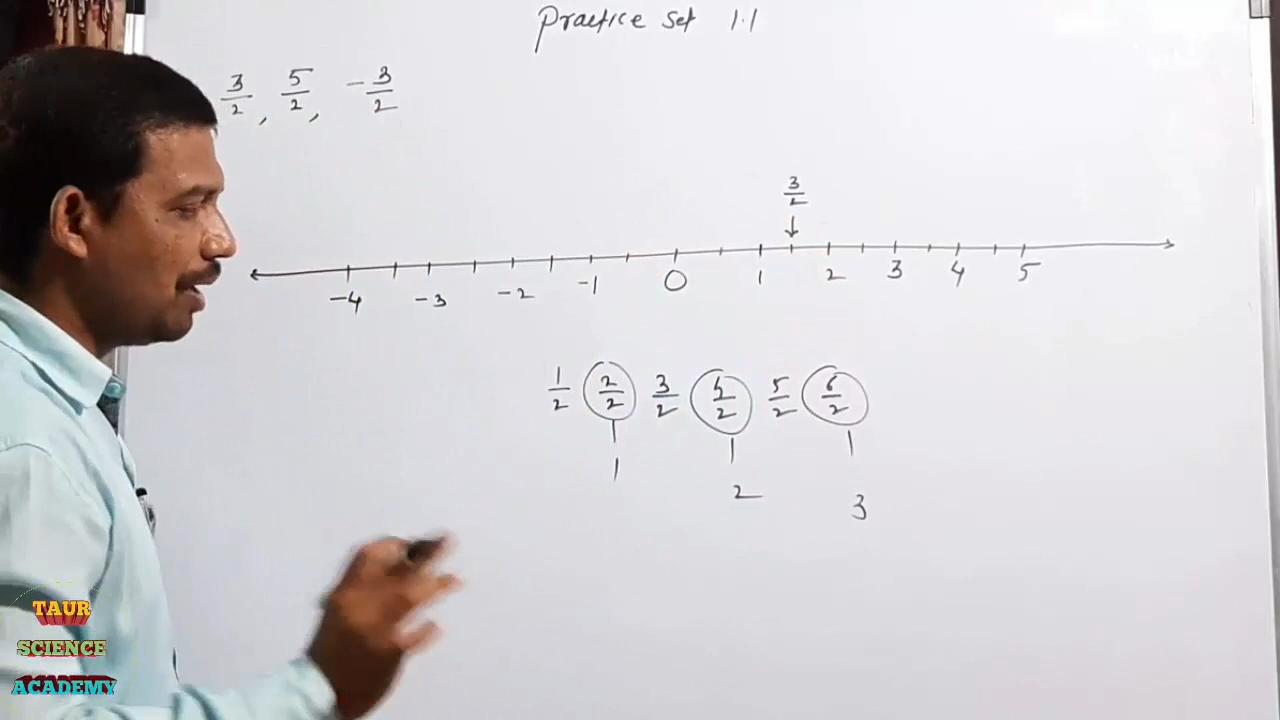 Practice set 1.1
3/2, 5/2, -3/2
3/2
-4 -3 -2 -1 0 1 2 3 4 5
1/2 2/2 3/2 4/2 5/2 6/2
1 2 3
TAUR
SCIENCE
ACADEMY